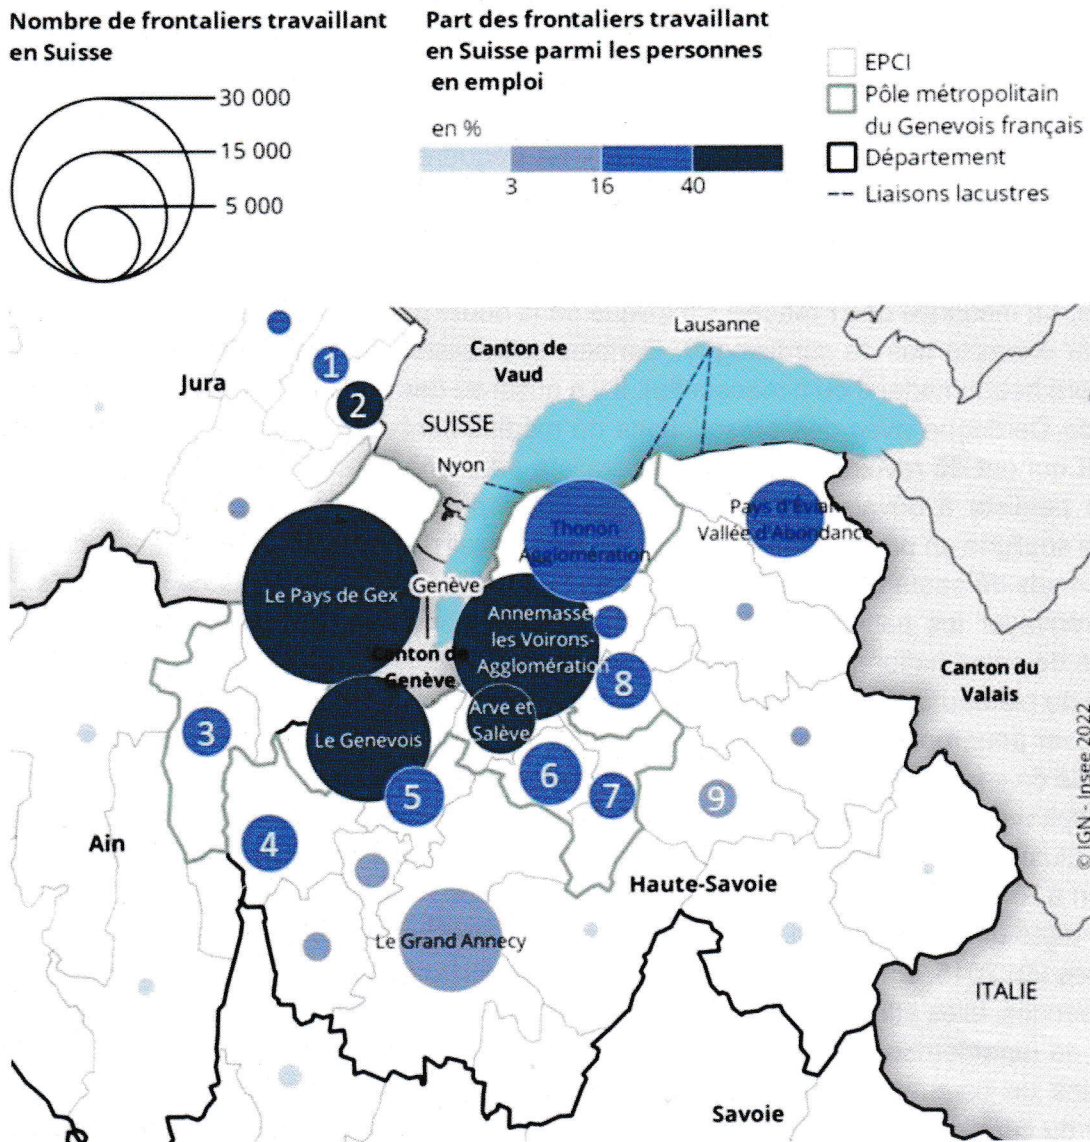 Nombre de frontaliers travaillant
en Suisse
30 000
15 000
5 000
Part des frontaliers travaillant
en Suisse parmi les personnes
en emploi
en %
3
16
40
EPCI
Pôle métropolitain
du Genevois français
Département
Liaisons lacustres
Lausanne
Canton de
Vaud
1
Jura
2
SUISSE
Nyon
Pays d'Évian
Vallée d'Abondance
Thonon
Agglomération
Genève
Le Pays de Gex
Annemasse
les Voirons-
Agglomération
Canton de
Genève
8
Canton du
Valais
Arve et
Salève
3
Le Genevois
6
5
7
9
4
Ain
Haute-Savoie
Le Grand Annecy
ITALIE
Savoie
© IGN - Insee 2022